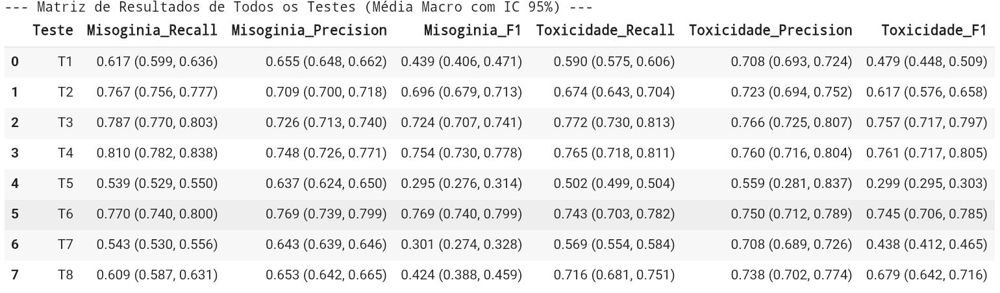 --- Matriz de Resultados de Todos os Testes (Média Macro com IC 95%) ---
Teste Misoginia_Recall Misoginia_Precision Misoginia_F1 Toxicidade_Recall Toxicidade_Precision Toxicidade_F1
0 T1 0.617 (0.599, 0.636) 0.655 (0.648, 0.662) 0.439 (0.406, 0.471) 0.590 (0.575, 0.606) 0.708 (0.693, 0.724) 0.479 (0.448, 0.509)
1 T2 0.767 (0.756, 0.777) 0.709 (0.700, 0.718) 0.696 (0.679, 0.713) 0.674 (0.643, 0.704) 0.723 (0.694, 0.752) 0.617 (0.576, 0.658)
2 T3 0.787 (0.770, 0.803) 0.726 (0.713, 0.740) 0.724 (0.707, 0.741) 0.772 (0.730, 0.813) 0.766 (0.725, 0.807) 0.757 (0.717, 0.797)
3 T4 0.810 (0.782, 0.838) 0.748 (0.726, 0.771) 0.754 (0.730, 0.778) 0.765 (0.718, 0.811) 0.760 (0.716, 0.804) 0.761 (0.717, 0.805)
4 T5 0.539 (0.529, 0.550) 0.637 (0.624, 0.650) 0.295 (0.276, 0.314) 0.502 (0.499, 0.504) 0.559 (0.281, 0.837) 0.299 (0.295, 0.303)
5 T6 0.770 (0.740, 0.800) 0.769 (0.739, 0.799) 0.769 (0.740, 0.799) 0.743 (0.703, 0.782) 0.750 (0.712, 0.789) 0.745 (0.706, 0.785)
6 T7 0.543 (0.530, 0.556) 0.643 (0.639, 0.646) 0.301 (0.274, 0.328) 0.569 (0.554, 0.584) 0.708 (0.689, 0.726) 0.438 (0.412, 0.465)
7 T8 0.609 (0.587, 0.631) 0.653 (0.642, 0.665) 0.424 (0.388, 0.459) 0.716 (0.681, 0.751) 0.738 (0.702, 0.774) 0.679 (0.642, 0.716)